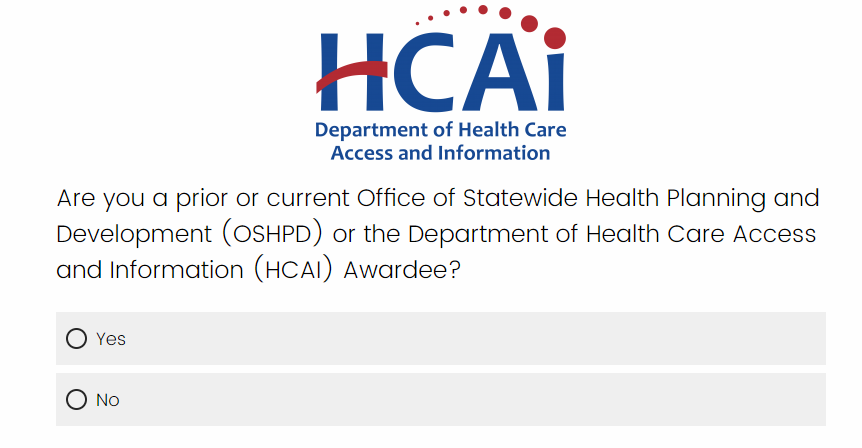 HCAi
Department of Health Care
Access and Information
Are you a prior or current Office of Statewide Health Planning and
Development (OSHPD) or the Department of Health Care Access
and Information (HCAI) Awardee?
Yes
No